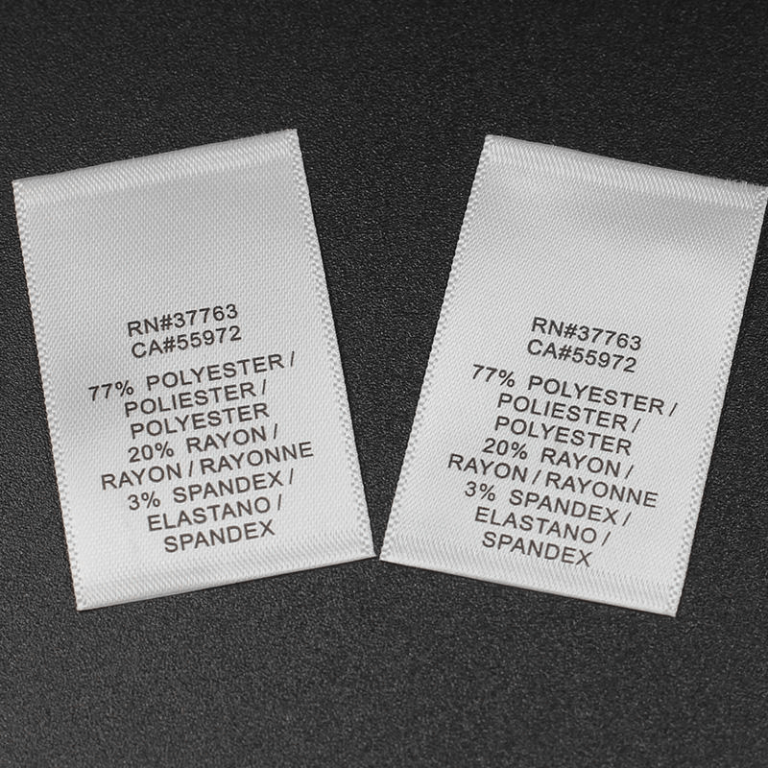 RN#37763
CA#55972
77% POLYESTER /
POLIESTER /
POLYESTER
20% RAYON /
RAYON / RAYONNE
3% SPANDEX /
ELASTANO /
SPANDEX
RN#37763
CA#55972
77% POLYESTER /
POLIESTER /
POLYESTER
20% RAYON /
RAYON / RAYONNE
3% SPANDEX /
ELASTANO /
SPANDEX